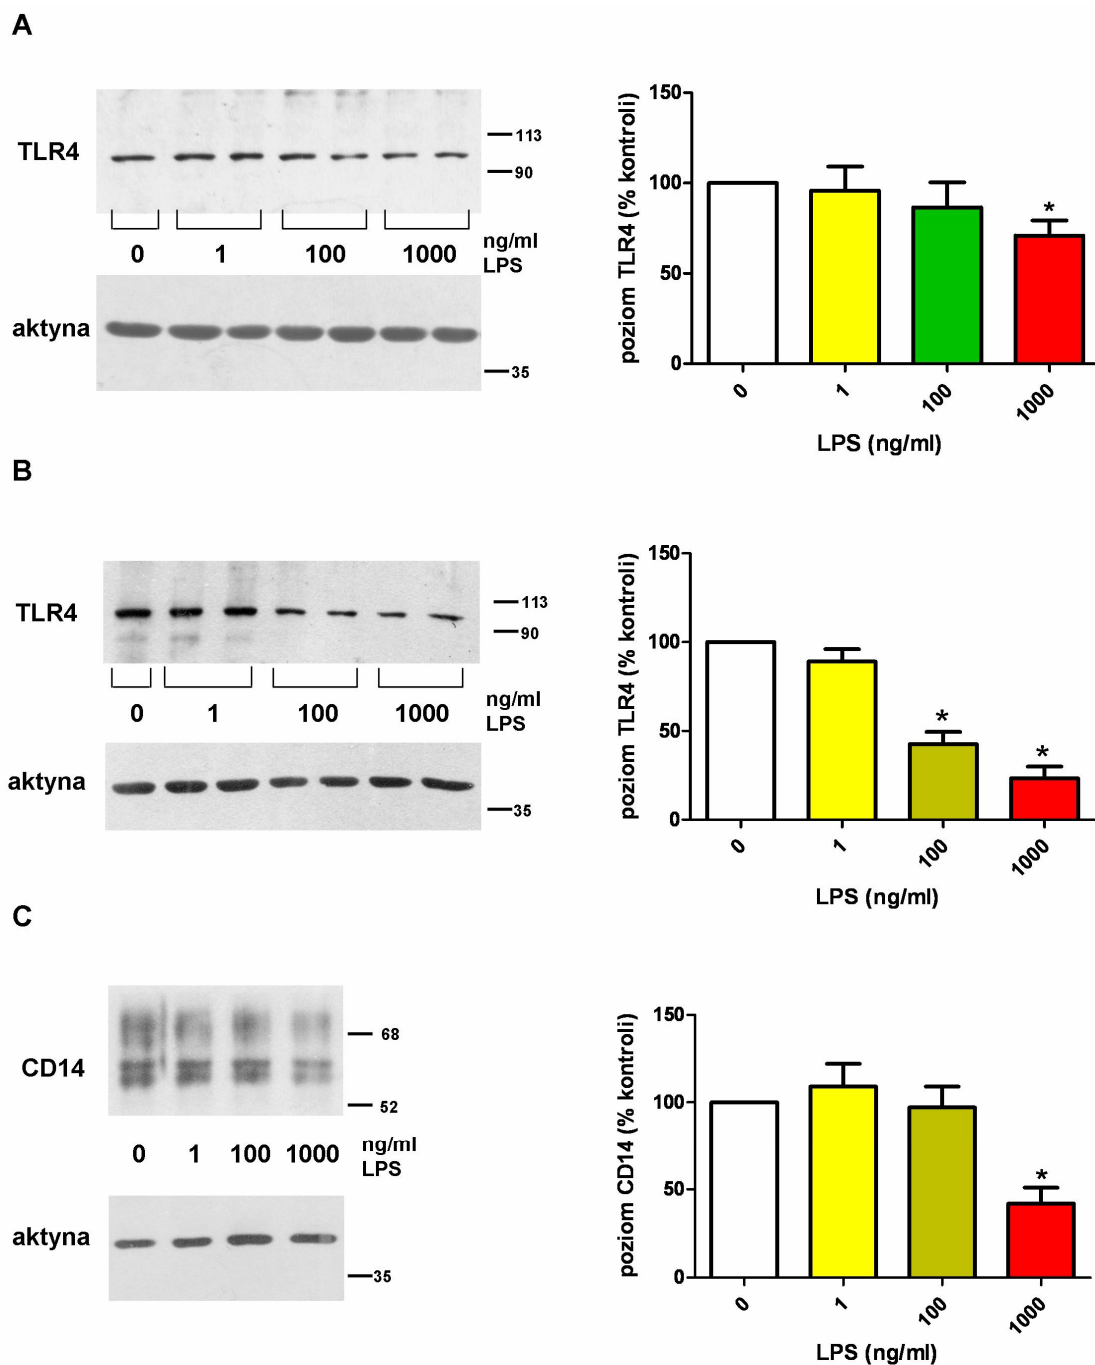 A
TLR4
113
90
0 1 100 1000 ng/ml
LPS
aktyna
35
poziom TLR4 (% kontroli)
150
100
50
0
*
0 1 100 1000
LPS (ng/ml)
B
TLR4
113
90
0 1 100 1000 ng/ml
LPS
aktyna
35
poziom TLR4 (% kontroli)
150
100
50
0
* *
0 1 100 1000
LPS (ng/ml)
C
CD14
68
52
0 1 100 1000 ng/ml
LPS
aktyna
35
poziom CD14 (% kontroli)
150
100
50
0
*
0 1 100 1000
LPS (ng/ml)